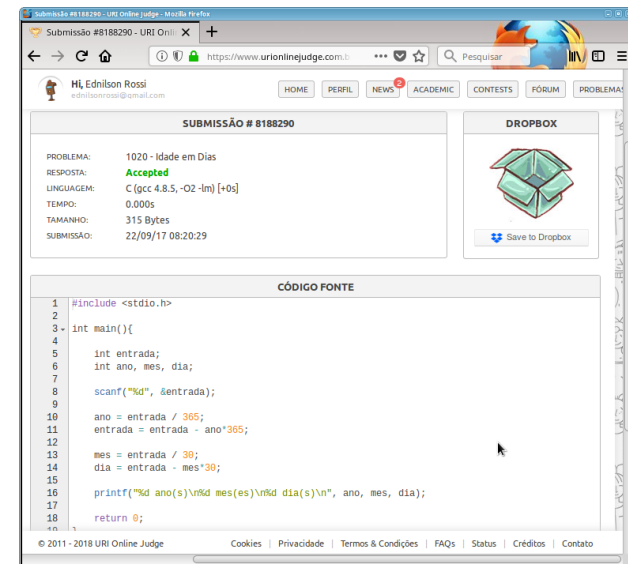 Submissão #8188290 - URI Online Judge - Mozilla Firefox
Submissão #8188290 - URI Onli
https://www.urionlinejudge.com.b
Pesquisar
Hi, Ednilson Rossi
ednilsonrossi@gmail.com
HOME PERFIL NEWS 2 ACADEMIC CONTESTS FÓRUM PROBLEMAS
SUBMISSÃO # 8188290
PROBLEMA: 1020 - Idade em Dias
RESPOSTA: Accepted
LINGUAGEM: C (gcc 4.8.5, -O2 -lm) [+0s]
TEMPO: 0.000s
TAMANHO: 315 Bytes
SUBMISSÃO: 22/09/17 08:20:29
DROPBOX
Save to Dropbox
CÓDIGO FONTE
1 #include <stdio.h>
2
3 int main(){
4
5 int entrada;
6 int ano, mes, dia;
7
8 scanf("%d", &entrada);
9
10 ano = entrada / 365;
11 entrada = entrada - ano*365;
12
13 mes = entrada / 30;
14 dia = entrada - mes*30;
15
16 printf("%d ano(s)\n%d mes(es)\n%d dia(s)\n", ano, mes, dia);
17
18 return 0;
19 }
© 2011 - 2018 URI Online Judge
Cookies | Privacidade | Termos & Condições | FAQs | Status | Créditos | Contato